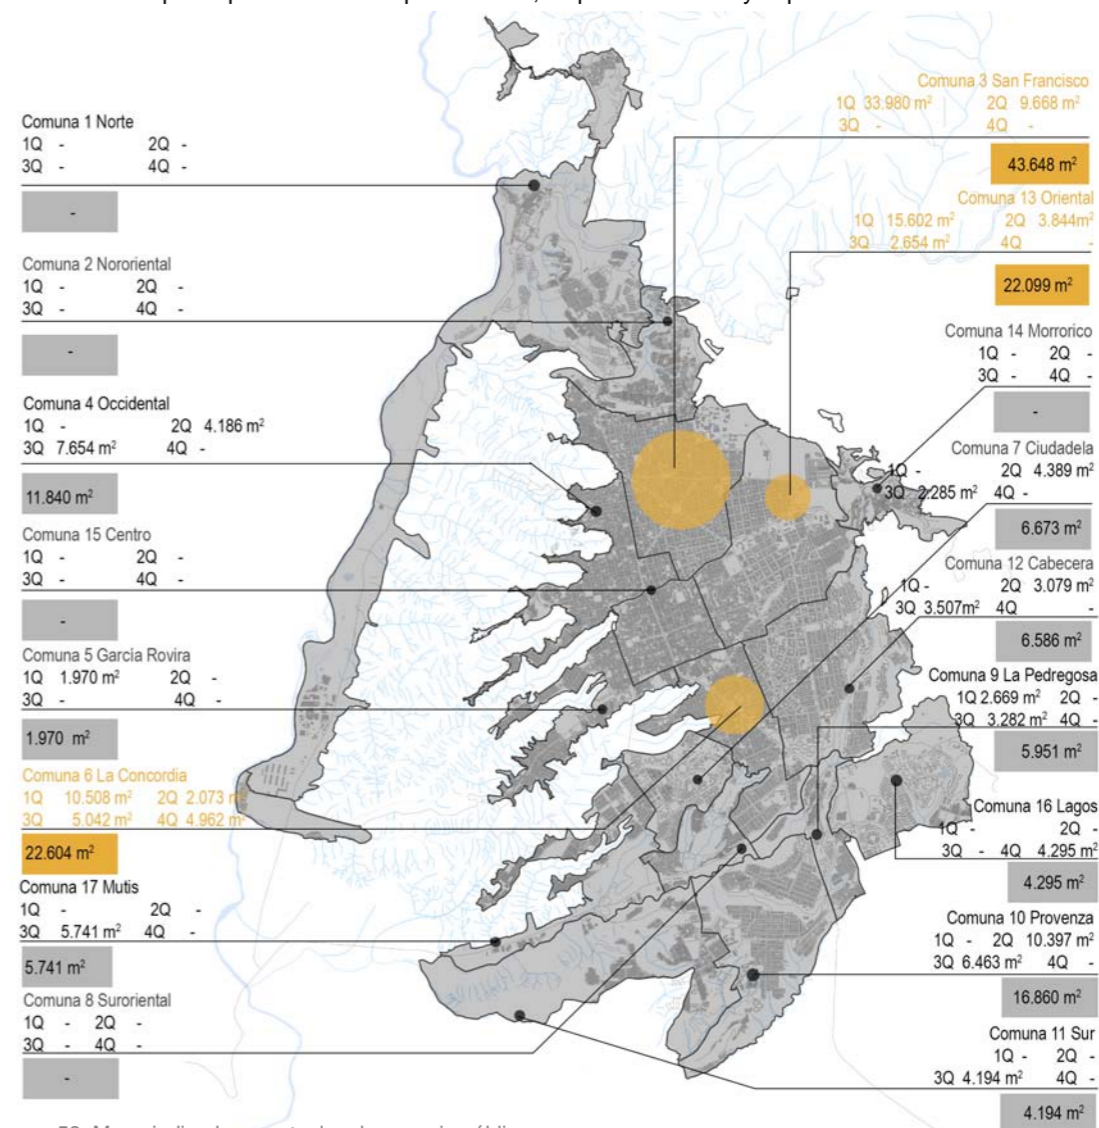 Comuna 1 Norte
1Q - 2Q -
3Q - 4Q -
-
Comuna 2 Nororiental
1Q - 2Q -
3Q - 4Q -
-
Comuna 4 Occidental
1Q - 2Q 4.186 m²
3Q 7.654 m² 4Q -
11.840 m²
Comuna 15 Centro
1Q - 2Q -
3Q - 4Q -
-
Comuna 5 García Rovira
1Q 1.970 m² 2Q -
3Q - 4Q -
1.970 m²
Comuna 6 La Concordia
1Q 10.508 m² 2Q 2.073 m²
3Q 5.042 m² 4Q 4.962 m²
22.604 m²
Comuna 17 Mutis
1Q - 2Q -
3Q 5.741 m² 4Q -
5.741 m²
Comuna 8 Suroriental
1Q - 2Q -
3Q - 4Q -
-
Comuna 3 San Francisco
1Q 33.980 m² 2Q 9.668 m²
3Q - 4Q -
43.648 m²
Comuna 13 Oriental
1Q 15.602 m² 2Q 3.844m²
3Q 2.654 m² 4Q -
22.099 m²
Comuna 14 Morrorico
1Q - 2Q -
3Q - 4Q -
-
Comuna 7 Ciudadela
1Q - 2Q 4.389 m²
3Q 2.285 m² 4Q -
6.673 m²
Comuna 12 Cabecera
1Q - 2Q 3.079 m²
3Q 3.507m² 4Q -
6.586 m²
Comuna 9 La Pedregosa
1Q 2.669 m² 2Q -
3Q 3.282 m² 4Q -
5.951 m²
Comuna 16 Lagos
1Q - 2Q -
3Q - 4Q 4.295 m²
4.295 m²
Comuna 10 Provenza
1Q - 2Q 10.397 m²
3Q 6.463 m² 4Q -
16.860 m²
Comuna 11 Sur
1Q - 2Q -
3Q 4.194 m² 4Q -
4.194 m²